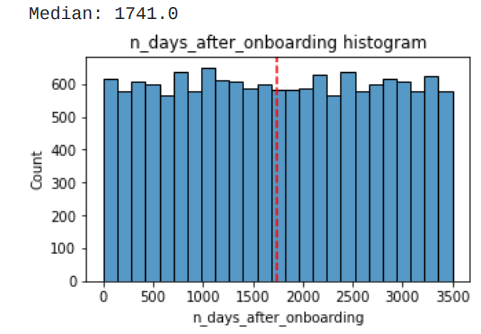 Median: 1741.0
n_days_after_onboarding histogram
600
500
400
300
200
100
0
Count
0 500 1000 1500 2000 2500 3000 3500
n_days_after_onboarding